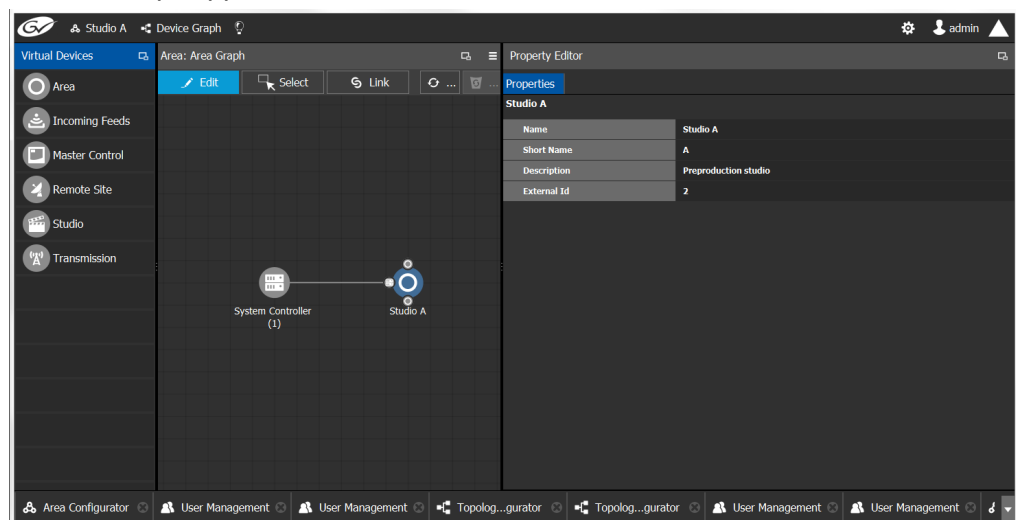 GV Studio A Device Graph admin
Virtual Devices
Area
Incoming Feeds
Master Control
Remote Site
Studio
Transmission
Area: Area Graph
Edit Select Link ... ...
System Controller
(1)
Studio A
Property Editor
Properties
Studio A
Name Studio A
Short Name A
Description Preproduction studio
External Id 2
Area Configurator User Management User Management Topolog...gurator Topolog...gurator User Management User Management